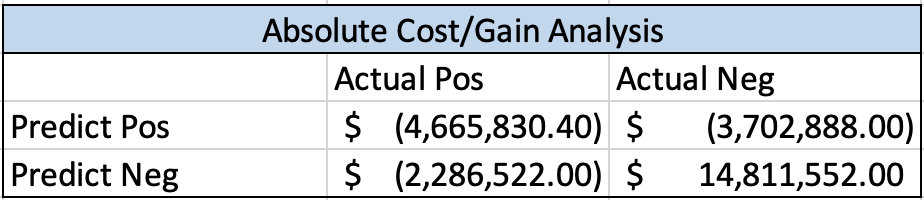 Absolute Cost/Gain Analysis
Actual Pos Actual Neg
Predict Pos $ (4,665,830.40) $ (3,702,888.00)
Predict Neg $ (2,286,522.00) $ 14,811,552.00